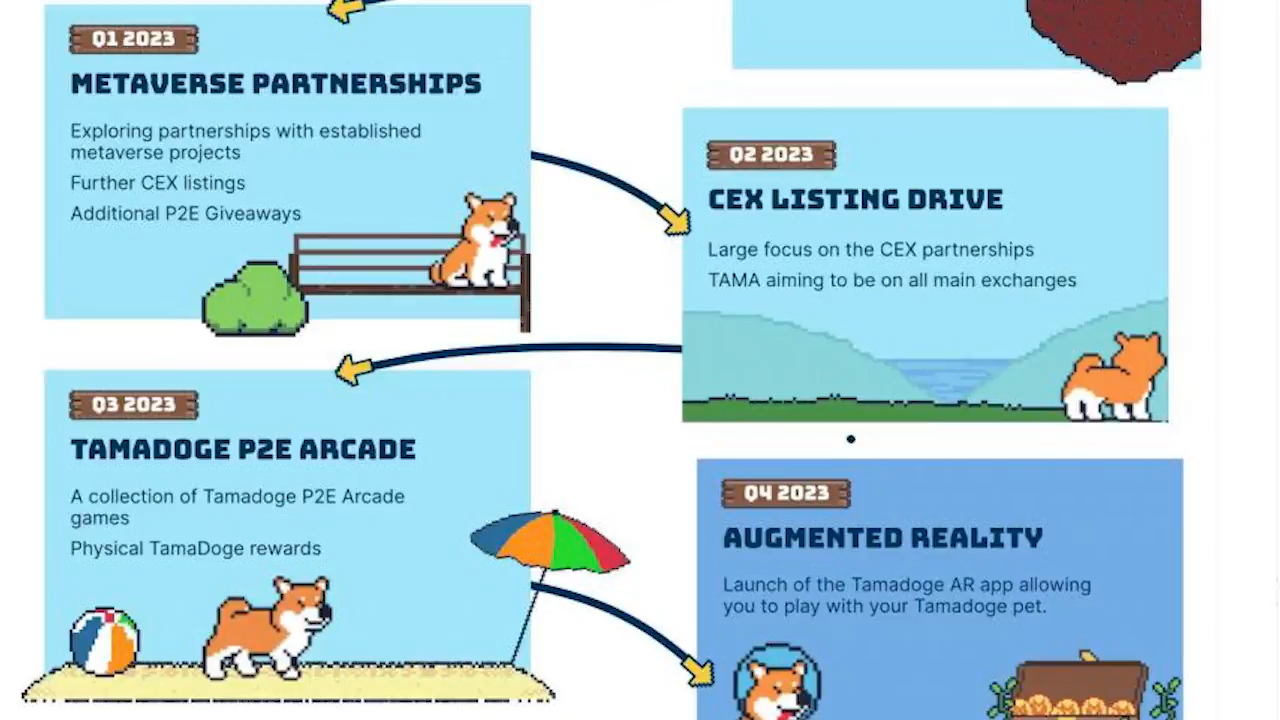 Q1 2023
METAVERSE PARTNERSHIPS
Exploring partnerships with established
metaverse projects
Further CEX listings
Additional P2E Giveaways
Q2 2023
CEX LISTING DRIVE
Large focus on the CEX partnerships
TAMA aiming to be on all main exchanges
Q3 2023
TAMADOGE P2E ARCADE
A collection of Tamadoge P2E Arcade
games
Physical TamaDoge rewards
Q4 2023
AUGMENTED REALITY
Launch of the Tamadoge AR app allowing
you to play with your Tamadoge pet.